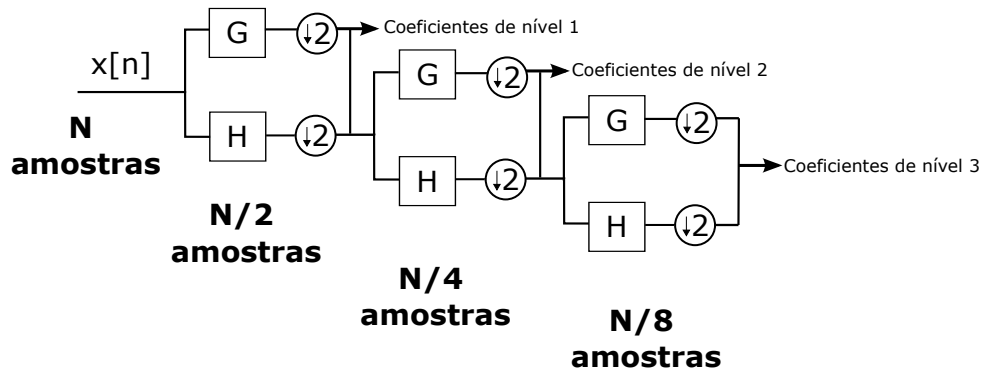 G
↓2
Coeficientes de nível 1
x[n]
G
↓2
Coeficientes de nível 2
N
amostras
H
↓2
G
↓2
H
↓2
Coeficientes de nível 3
N/2
amostras
H
↓2
N/4
amostras
N/8
amostras